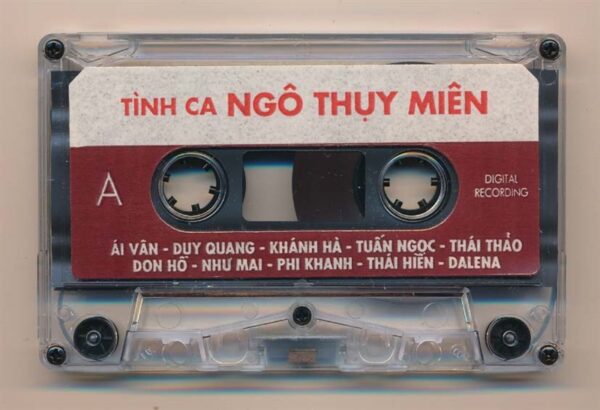 TÌNH CA NGÔ THỤY MIÊN
A
DIGITAL
RECORDING
ÁI VÂN - DUY QUANG - KHÁNH HÀ - TUẤN NGỌC - THÁI THẢO
DON HỒ - NHƯ MAI - PHI KHANH - THÁI HIỀN - DALENA